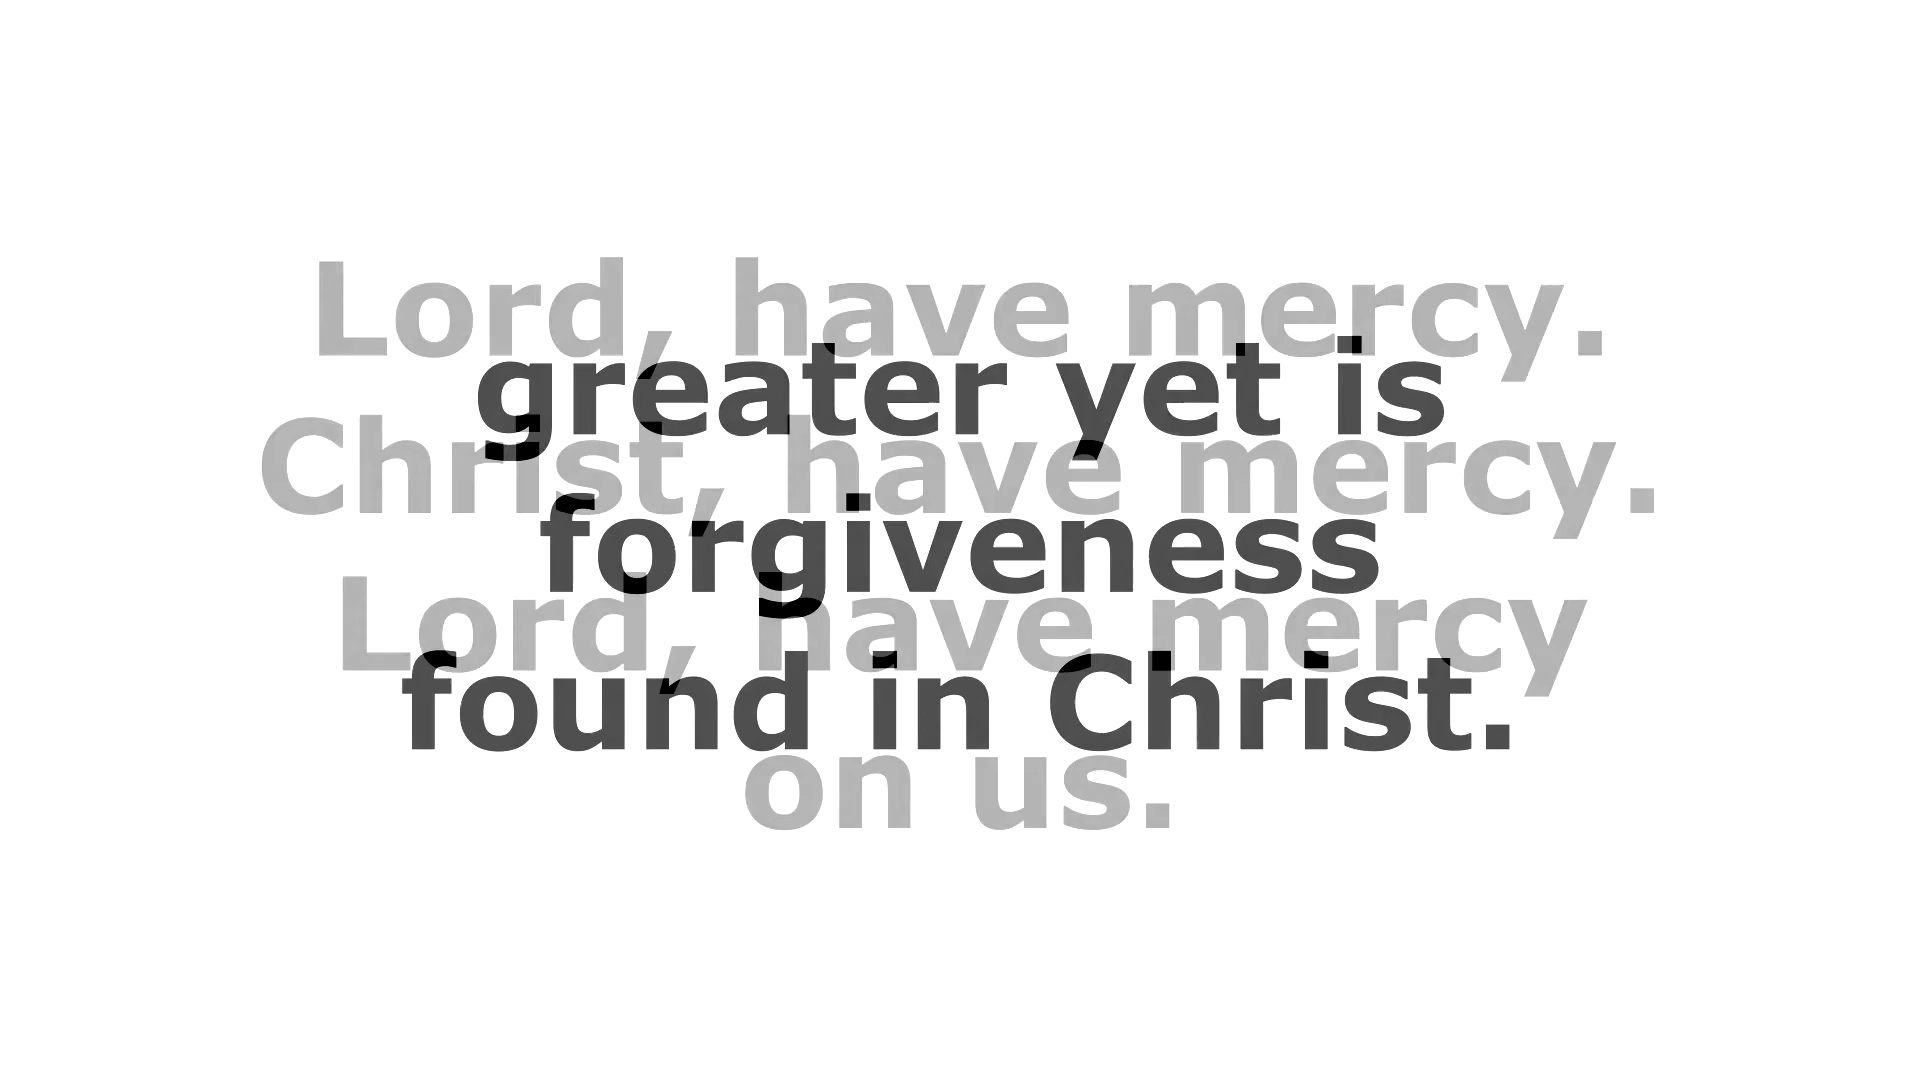 Lord, have mercy.
greater yet is
Christ, have mercy.
forgiveness
Lord, have mercy
found in Christ.
on us.